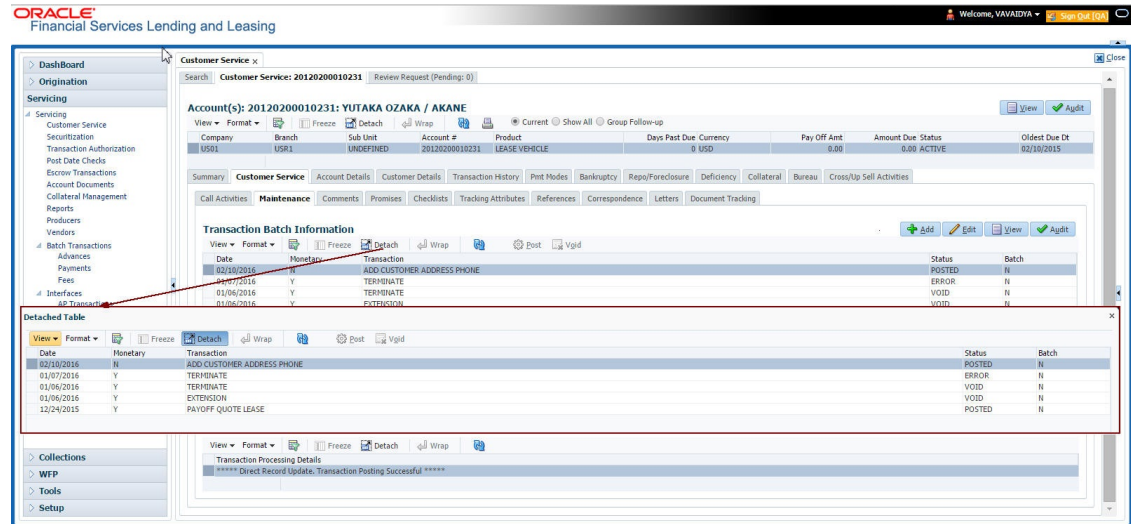 ORACLE
Financial Services Lending and Leasing
Welcome, VAVAIDYA
Sign Out [QA]
Close
DashBoard
Origination
Servicing
Servicing
Customer Service
Securitization
Transaction Authorization
Post Date Checks
Escrow Transactions
Account Documents
Collateral Management
Reports
Producers
Vendors
Batch Transactions
Advances
Payments
Fees
Interfaces
AP Transactions
Customer Service x
Search Customer Service: 20120200010231 Review Request (Pending: 0)
Account(s): 20120200010231: YUTAKA OZAKA / AKANE
View Audit
View Format Freeze Detach Wrap Current Show All Group Follow-up
Company Branch Sub Unit Account # Product Days Past Due Currency Pay Off Amt Amount Due Status Oldest Due Dt
US01 USR1 UNDEFINED 20120200010231 LEASE VEHICLE 0 USD 0.00 0.00 ACTIVE 02/10/2015
Summary Customer Service Account Details Customer Details Transaction History Pmt Modes Bankruptcy Repo/Foreclosure Deficiency Collateral Bureau Cross/Up Sell Activities
Call Activities Maintenance Comments Promises Checklists Tracking Attributes References Correspondence Letters Document Tracking
Transaction Batch Information
Add Edit View Audit
View Format Freeze Detach Wrap Post Void
Date Monetary Transaction Status Batch
02/10/2016 N ADD CUSTOMER ADDRESS PHONE POSTED N
01/07/2016 Y TERMINATE ERROR N
01/06/2016 Y TERMINATE VOID N
01/06/2016 Y EXTENSION VOID N
Detached Table x
View Format Freeze Detach Wrap Post Void
Date Monetary Transaction Status Batch
02/10/2016 N ADD CUSTOMER ADDRESS PHONE POSTED N
01/07/2016 Y TERMINATE ERROR N
01/06/2016 Y TERMINATE VOID N
01/06/2016 Y EXTENSION VOID N
12/24/2015 Y PAYOFF QUOTE LEASE POSTED N
View Format Freeze Detach Wrap
Transaction Processing Details
***** Direct Record Update. Transaction Posting Successful *****
Collections
WFP
Tools
Setup